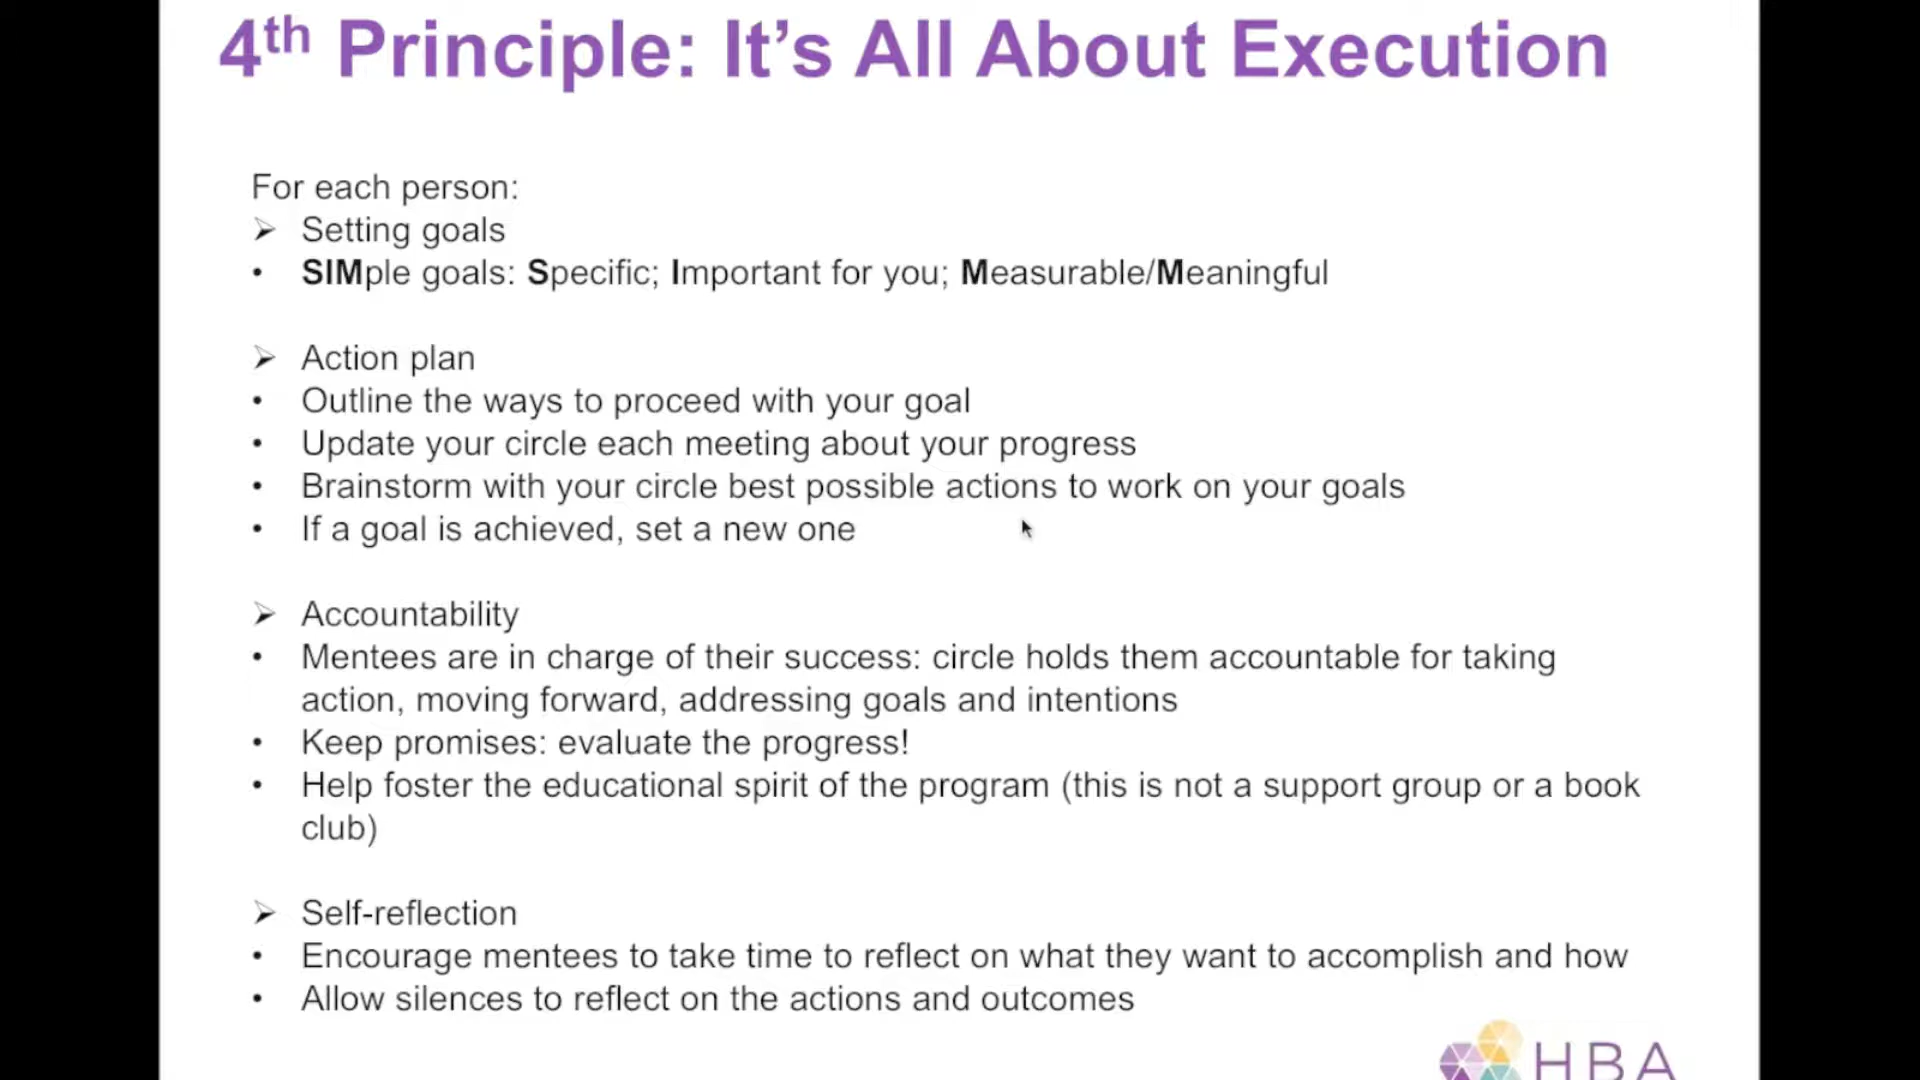 4th Principle: It's All About Execution
For each person:
➢ Setting goals
• SIMple goals: Specific; Important for you; Measurable/Meaningful
➢ Action plan
• Outline the ways to proceed with your goal
• Update your circle each meeting about your progress
• Brainstorm with your circle best possible actions to work on your goals
• If a goal is achieved, set a new one
➢ Accountability
• Mentees are in charge of their success: circle holds them accountable for taking
action, moving forward, addressing goals and intentions
• Keep promises: evaluate the progress!
• Help foster the educational spirit of the program (this is not a support group or a book
club)
➢ Self-reflection
• Encourage mentees to take time to reflect on what they want to accomplish and how
• Allow silences to reflect on the actions and outcomes
HBA